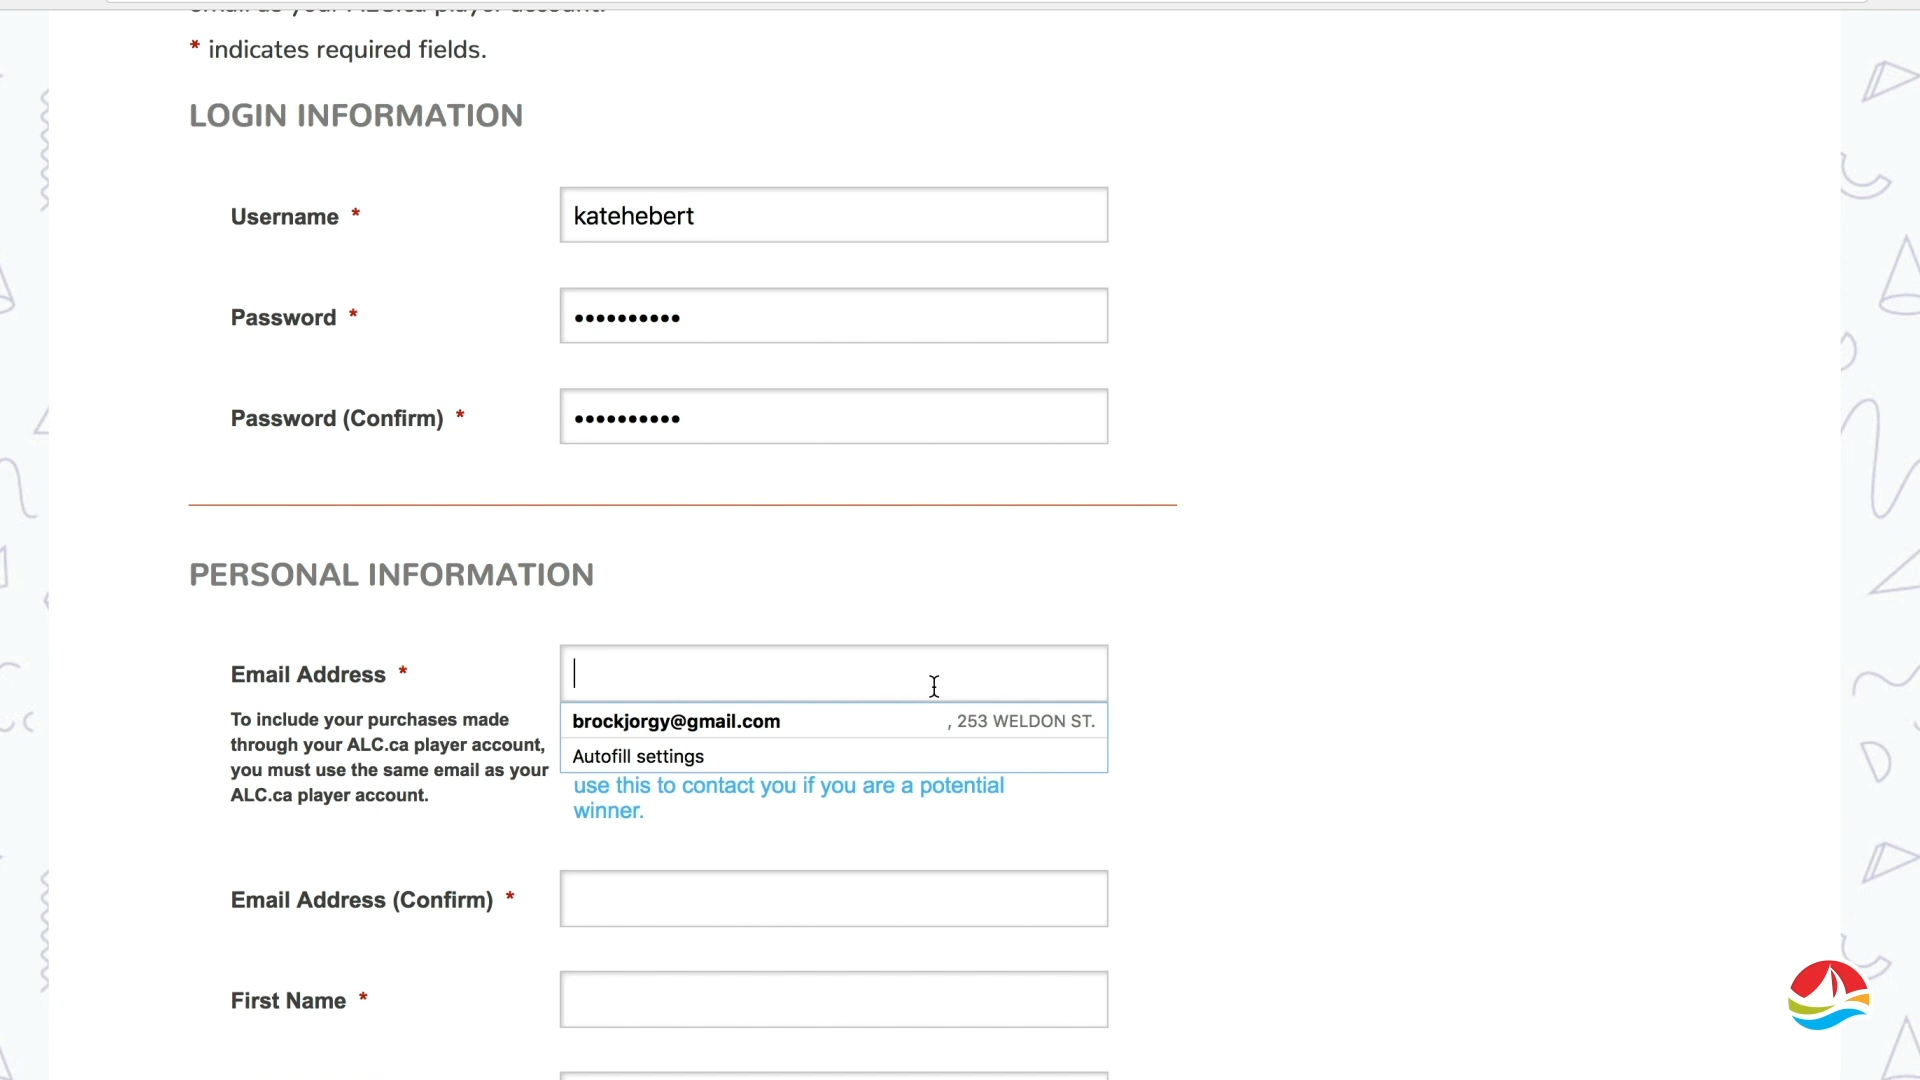 * indicates required fields.
LOGIN INFORMATION
Username *
katehebert
Password *
••••••••••
Password (Confirm) *
••••••••••
PERSONAL INFORMATION
Email Address *
brockjorgy@gmail.com , 253 WELDON ST.
Autofill settings
To include your purchases made
through your ALC.ca player account,
you must use the same email as your
ALC.ca player account.
use this to contact you if you are a potential
winner.
Email Address (Confirm) *
First Name *